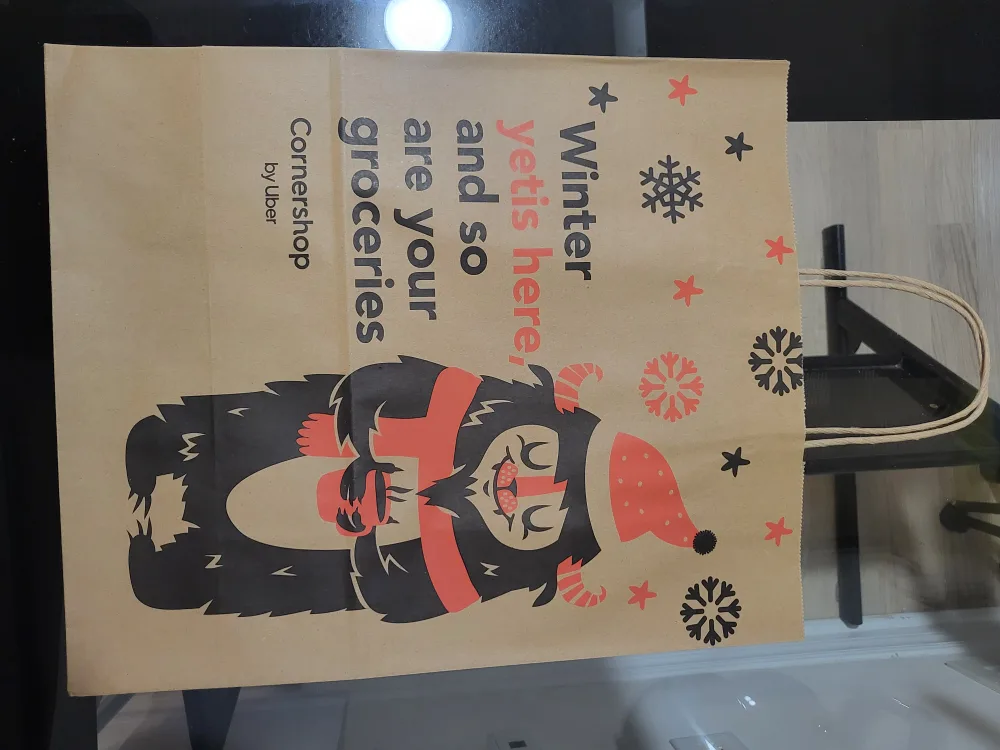 Winter
yetis here,
and so
are your
groceries
Cornershop
by Uber